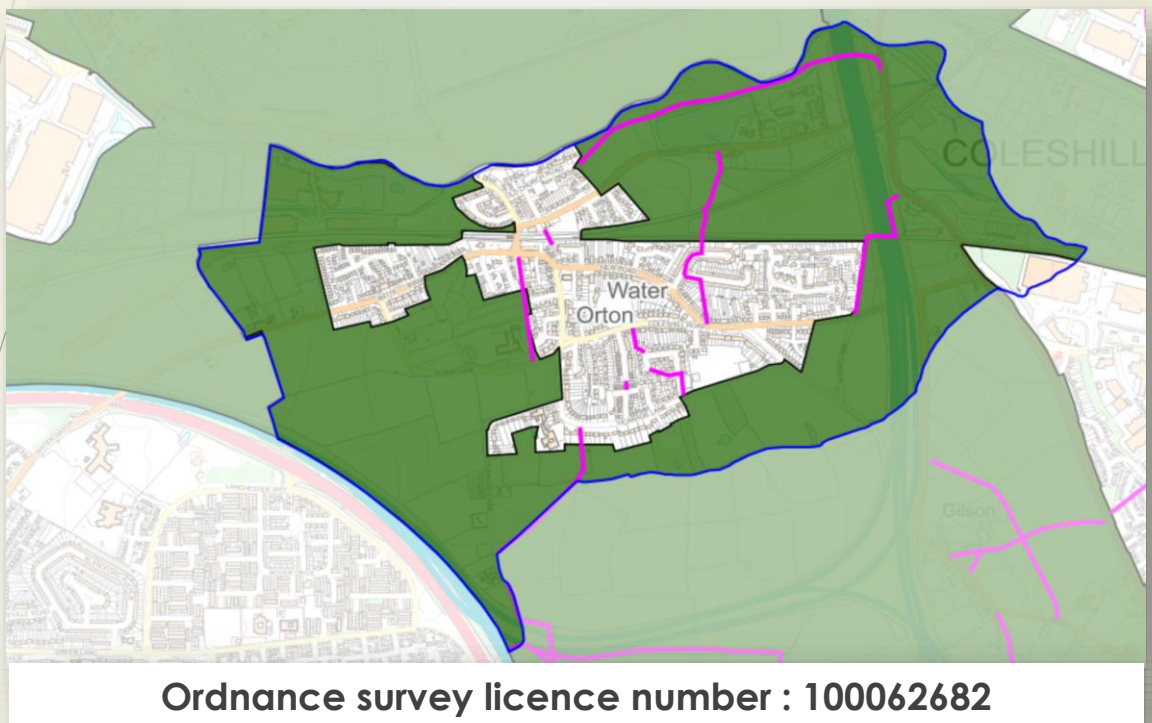 COLESHILL
Water
Orton
Gilson
Ordnance survey licence number : 100062682